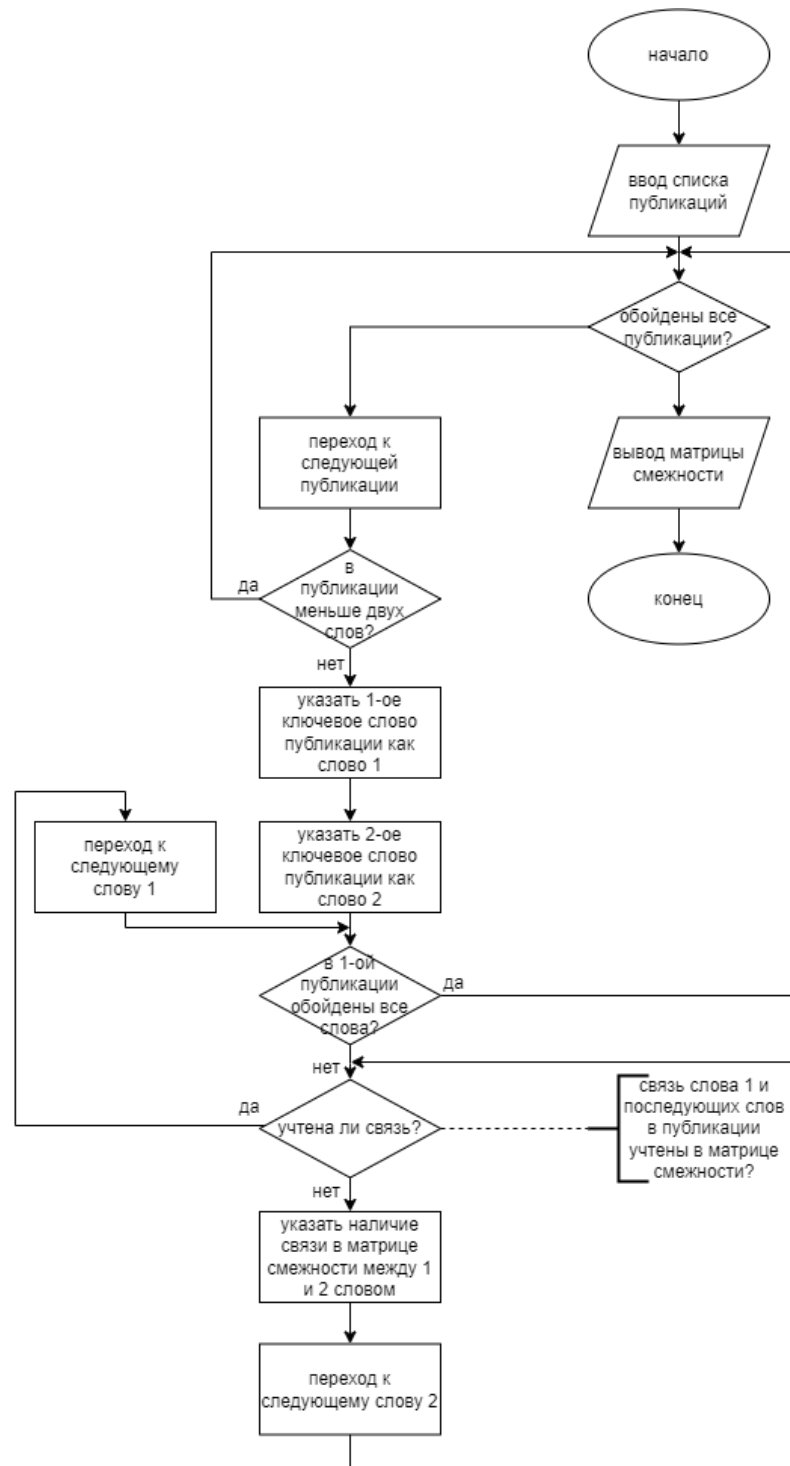 начало
ввод списка
публикаций
обойдены все
публикации?
переход к
следующей
публикации
вывод матрицы
смежности
в
публикации
меньше двух
слов?
да
нет
конец
указать 1-ое
ключевое слово
публикации как
слово 1
переход к
следующему
слову 1
указать 2-ое
ключевое слово
публикации как
слово 2
в 1-ой
публикации
обойдены все
слова?
да
нет
учтена ли связь?
да
связь слова 1 и
последующих слов
в публикации
учтены в матрице
смежности?
нет
указать наличие
связи в матрице
смежности между 1
и 2 словом
переход к
следующему слову 2